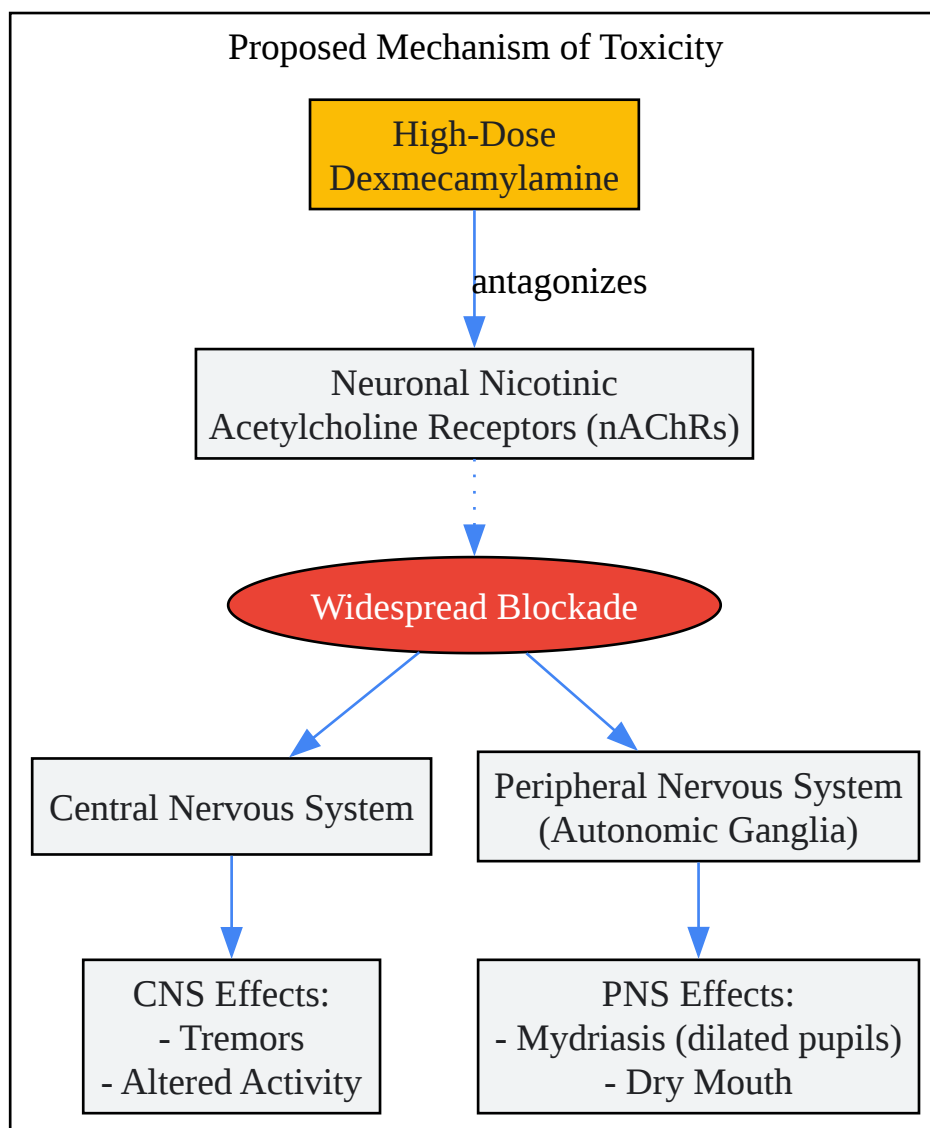 Proposed Mechanism of Toxicity
High-Dose
Dexmecamylamine
antagonizes
Neuronal Nicotinic
Acetylcholine Receptors (nAChRs)
Widespread Blockade
Central Nervous System
Peripheral Nervous System
(Autonomic Ganglia)
CNS Effects:
- Tremors
- Altered Activity
PNS Effects:
- Mydriasis (dilated pupils)
- Dry Mouth